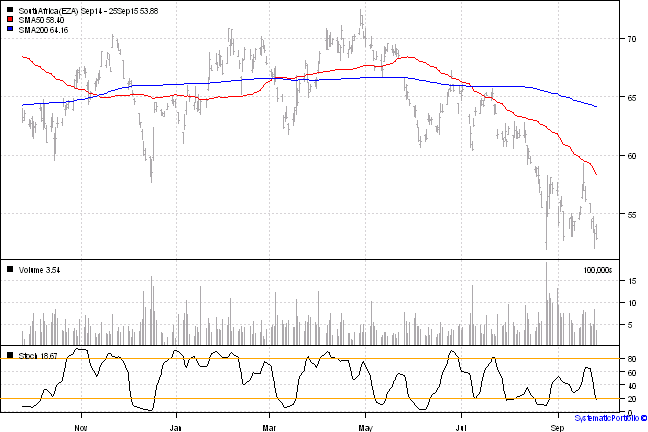 SouthAfrica(EZA) Sep14 - 25Sep15 53.88
SMA50 58.40
SMA200 64.16
70
65
60
55
Volume 3.54
100,000s
15
10
5
Stoch 18.67
80
60
40
20
0
Nov
Jan
Mar
May
Jul
Sep
SystematicPortfolio ©